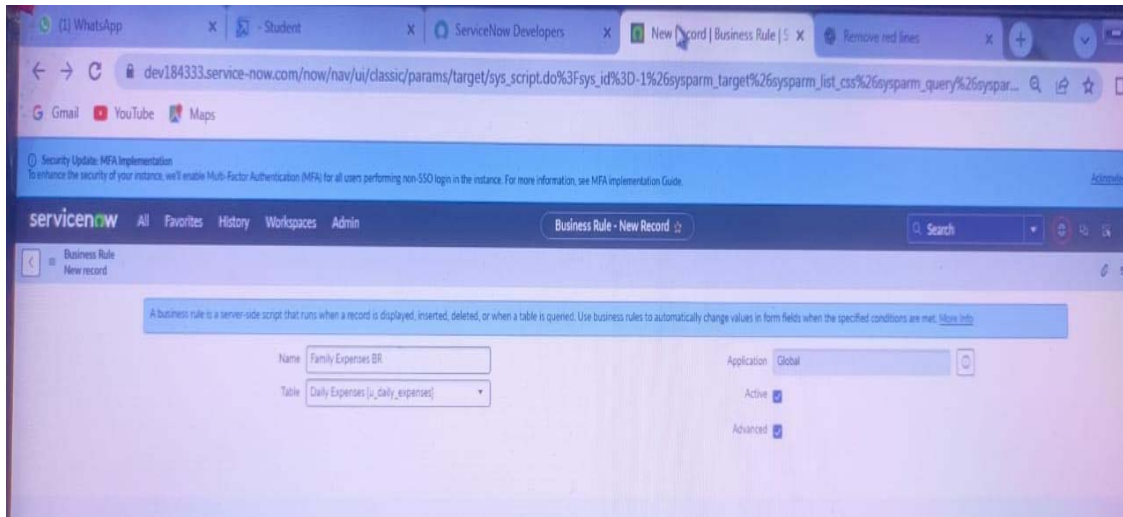 (1) WhatsApp
- Student
ServiceNow Developers
New Record | Business Rule | S
Remove red lines
dev184333.service-now.com/now/nav/ui/classic/params/target/sys_script.do%3Fsys_id%3D-1%26sysparm_target%26sysparm_list_css%26sysparm_query%26syspar...
Gmail YouTube Maps
Security Update: MFA Implementation
To enhance the security of your instance, we'll enable Multi-Factor Authentication (MFA) for all users performing non-SSO login in the instance. For more information, see MFA implementation Guide.
servicenow All Favorites History Workspaces Admin
Business Rule - New Record
Search
Business Rule
New record
A business rule is a server-side script that runs when a record is displayed, inserted, deleted, or when a table is queried. Use business rules to automatically change values in form fields when the specified conditions are met. More Info
Name Family Expenses BR
Application Global
Table Daily Expenses [u_daily_expenses]
Active
Advanced